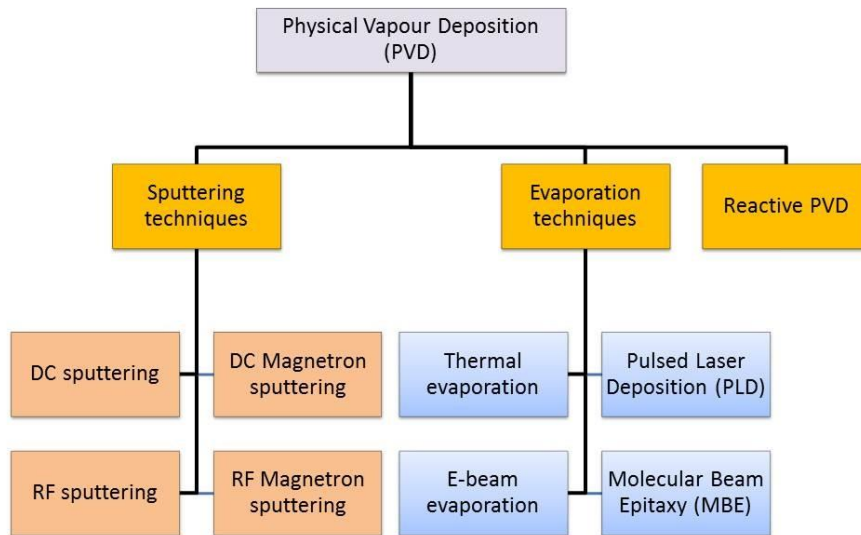 Physical Vapour Deposition
(PVD)
Sputtering
techniques
Evaporation
techniques
Reactive PVD
DC sputtering
DC Magnetron
sputtering
Thermal
evaporation
Pulsed Laser
Deposition (PLD)
RF sputtering
RF Magnetron
sputtering
E-beam
evaporation
Molecular Beam
Epitaxy (MBE)